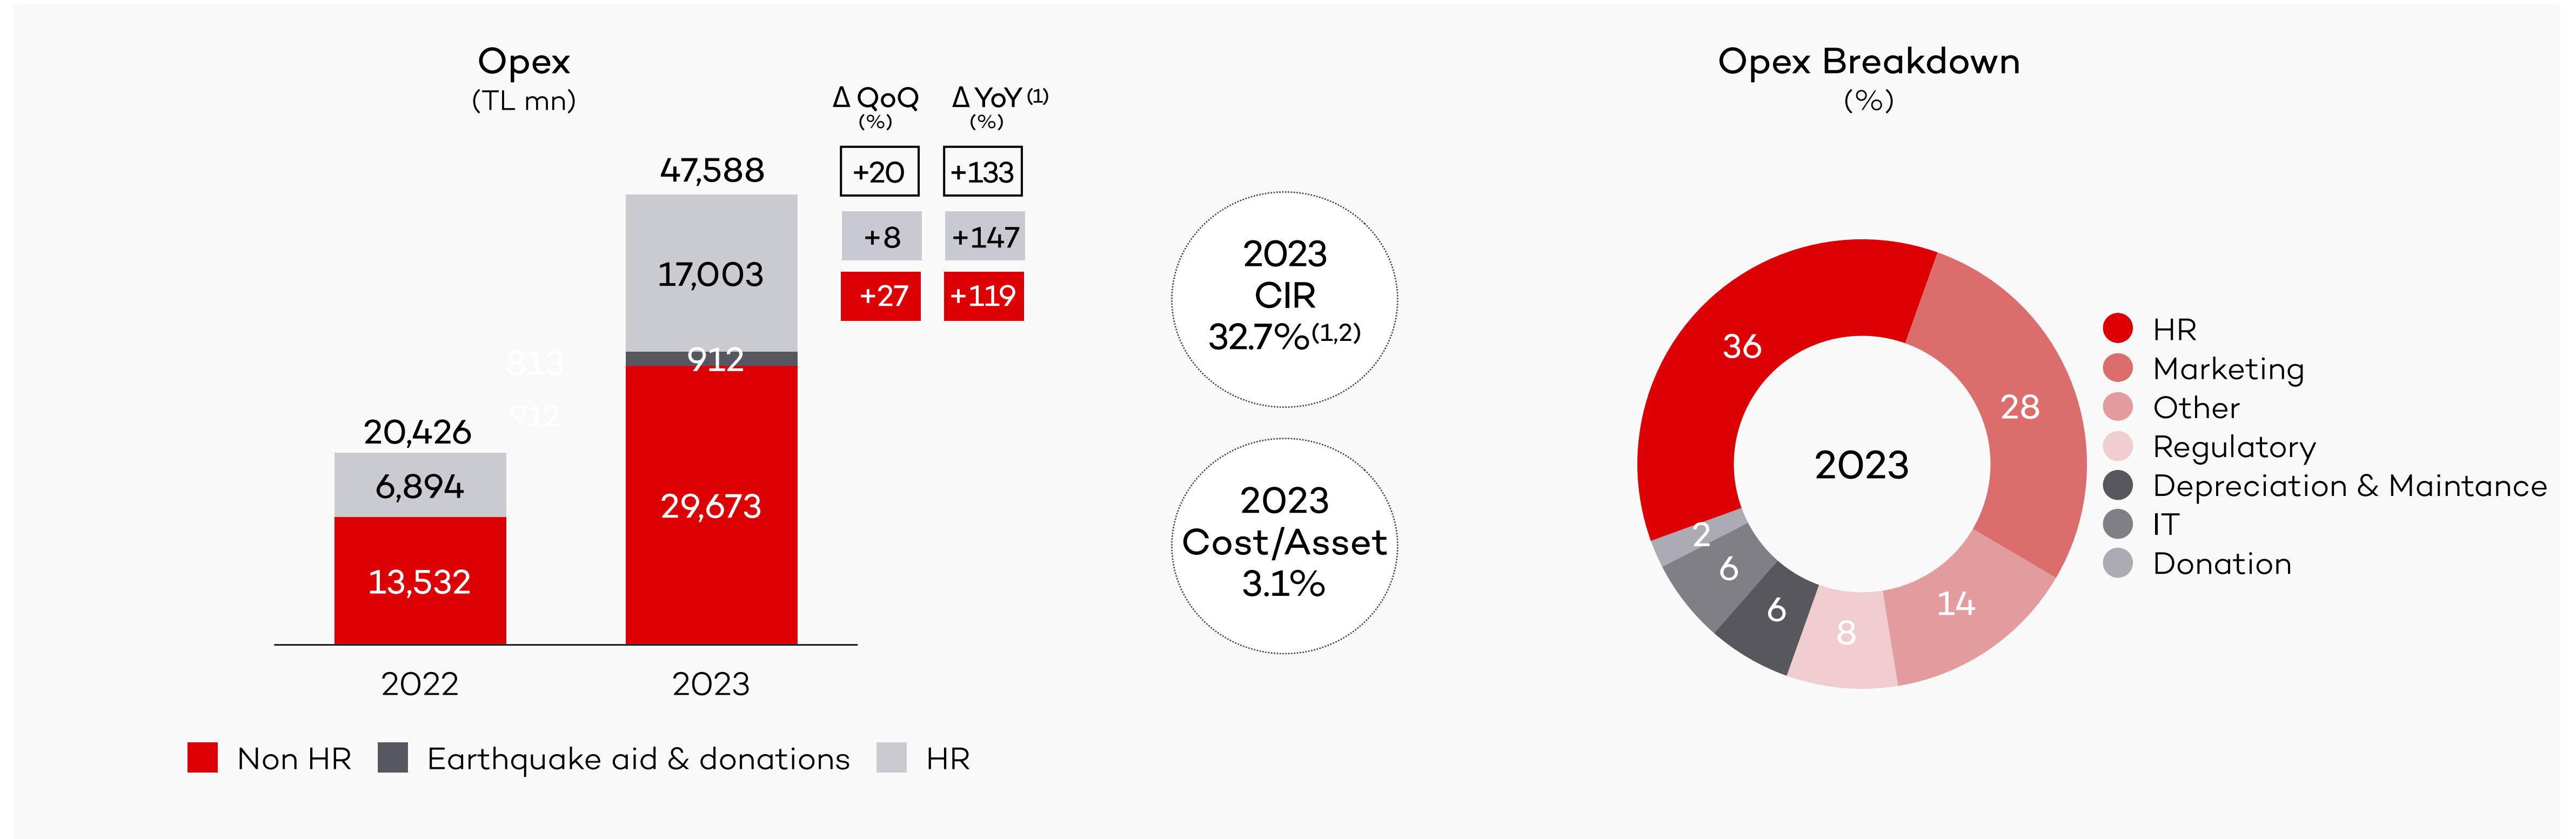 Opex
(TL mn)
Δ QoQ
(%)
Δ YoY (1)
(%)
47,588
17,003
912
29,673
+20
+133
+8
+147
+27
+119
813
912
20,426
6,894
13,532
2022
2023
Non HR
Earthquake aid & donations
HR
2023
CIR
32.7%(1,2)
2023
Cost/Asset
3.1%
Opex Breakdown
(%)
36
28
14
8
6
6
2
2023
HR
Marketing
Other
Regulatory
Depreciation & Maintance
IT
Donation